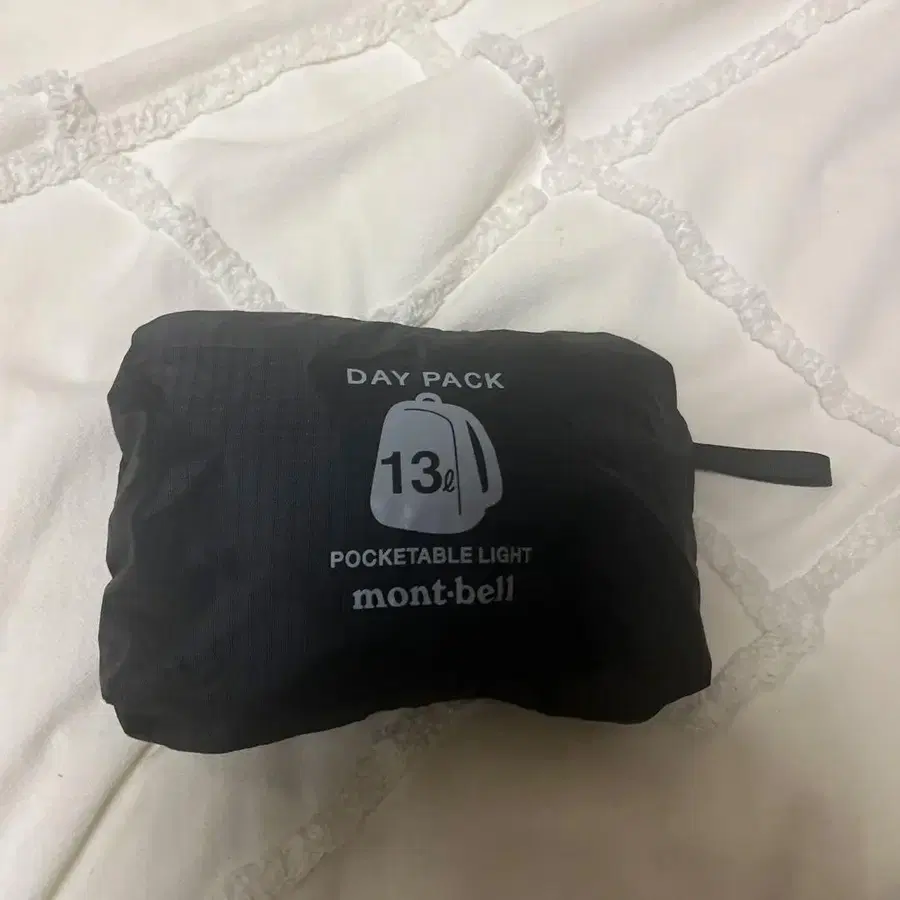 DAY PACK
13ℓ
POCKETABLE LIGHT
mont-bell